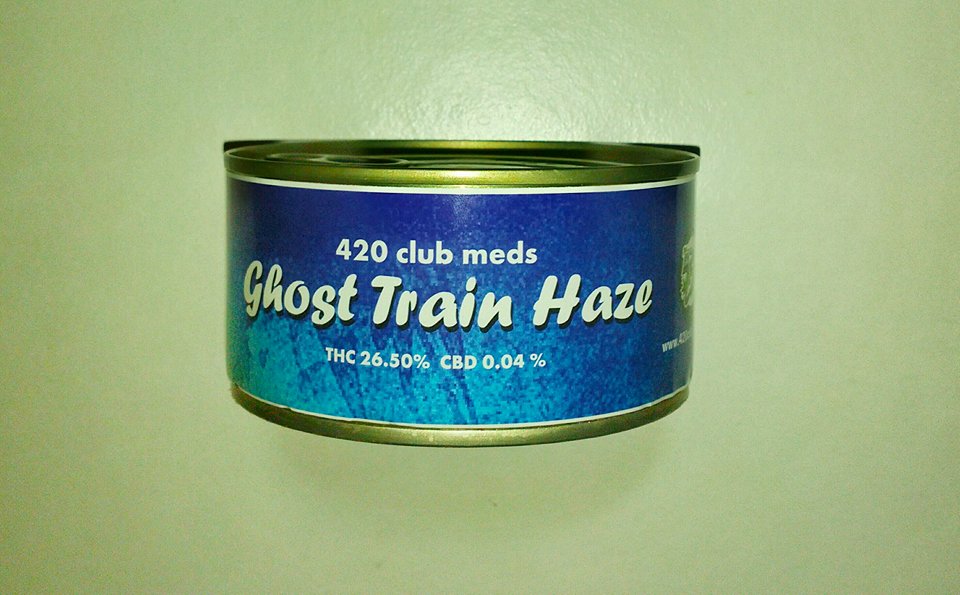 420 club meds
Ghost Train Haze
THC 26.50% CBD 0.04 %